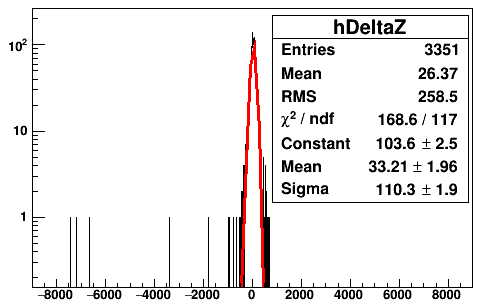 hDeltaZ
Entries 3351
Mean 26.37
RMS 258.5
χ² / ndf 168.6 / 117
Constant 103.6 ± 2.5
Mean 33.21 ± 1.96
Sigma 110.3 ± 1.9
10²
10
1
−8000 −6000 −4000 −2000 0 2000 4000 6000 8000